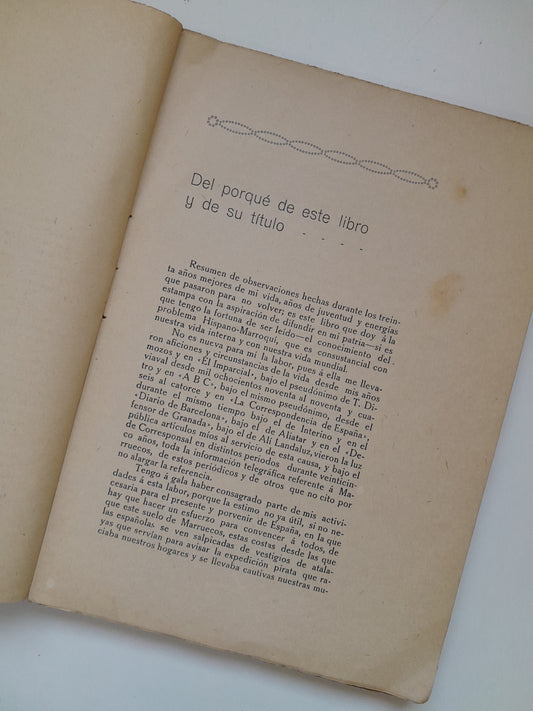 Del porqué de este libro
y de su título - - - -
Resumen de observaciones hechas durante los trein-
ta años mejores de mi vida, años de juventud y energías
que pasaron para no volver; es este libro que doy á la
estampa con la aspiración de difundir en mi patria—si es
que tengo la fortuna de ser leído—el conocimiento del
problema Hispano-Marroquí, que es consustancial con
nuestra vida interna y con nuestra vida mundial.
No es nueva para mí la labor, pues á ella me lleva-
ron aficiones y circunstancias de la vida desde mis años
mozos y en «El Imparcial», bajo el pseudónimo de T. Di-
viaval desde mil ochocientos noventa al noventa y cua-
tro y en «A B C», bajo el mismo pseudónimo, desde el
seis al catorce y en «La Correspondencia de España»,
durante el mismo tiempo bajo el de Interino y en el
«Diario de Barcelona», bajo el de Aliatar y en el «De-
fensor de Granada», bajo el de Alí Landaluz, vieron la luz
pública artículos míos al servicio de esta causa, y bajo el
de Corresponsal en distintos periodos durante veinticin-
co años, toda la información telegráfica referente á Ma-
rruecos, de estos periódicos y de otros que no cito por
no alargar la referencia.
Tengo á gala haber consagrado parte de mis activi-
dades á esta labor, porque la estimo no ya útil, si no ne-
cesaria para el presente y porvenir de España, en la que
hay que hacer un esfuerzo para convencer á todos, de
que este suelo de Marruecos, estas costas desde las que
las españolas se ven salpicadas de vestigios de atala-
yas que servían para avisar la expedición pirata que ra-
ciaba nuestros hogares y se llevaba cautivas nuestras mu-